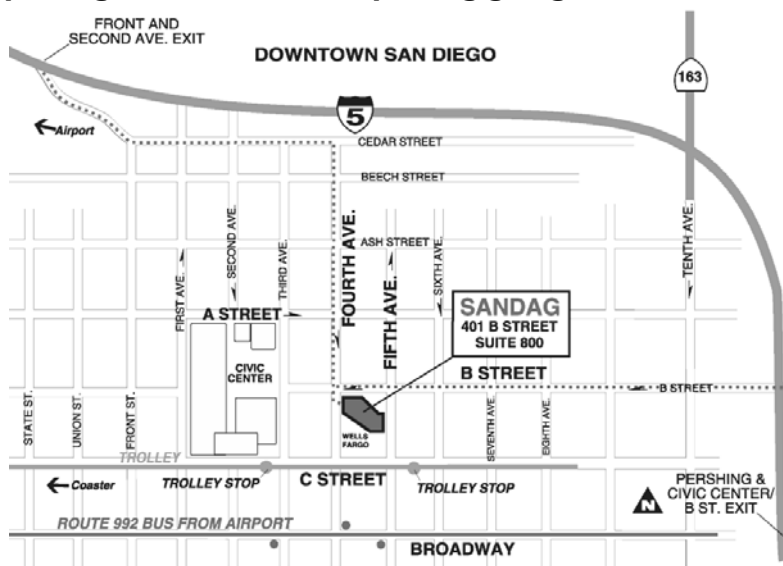 FRONT AND
SECOND AVE. EXIT
DOWNTOWN SAN DIEGO
163
5
Airport
CEDAR STREET
BEECH STREET
FIRST AVE.
SECOND AVE.
THIRD AVE.
FOURTH AVE.
ASH STREET
FIFTH AVE.
SIXTH AVE.
TENTH AVE.
A STREET
SANDAG
401 B STREET
SUITE 800
CIVIC
CENTER
B STREET
B STREET
STATE ST.
UNION ST.
FRONT ST.
WELLS
FARGO
SEVENTH AVE.
EIGHTH AVE.
TROLLEY
Coaster
TROLLEY STOP
C STREET
TROLLEY STOP
N
PERSHING &
CIVIC CENTER/
B ST. EXIT
ROUTE 992 BUS FROM AIRPORT
BROADWAY